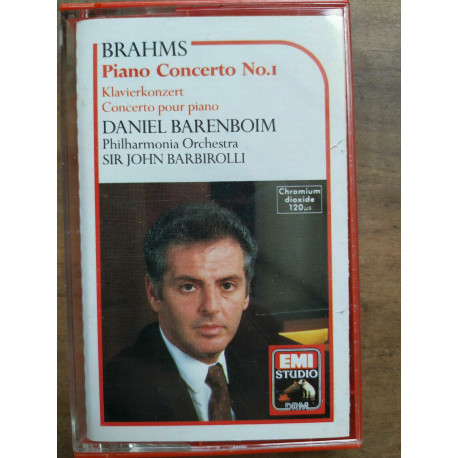 BRAHMS
Piano Concerto No.1
Klavierkonzert
Concerto pour piano
DANIEL BARENBOIM
Philharmonia Orchestra
SIR JOHN BARBIROLLI
Chromium
dioxide
120µs
EMI
STUDIO
DRM